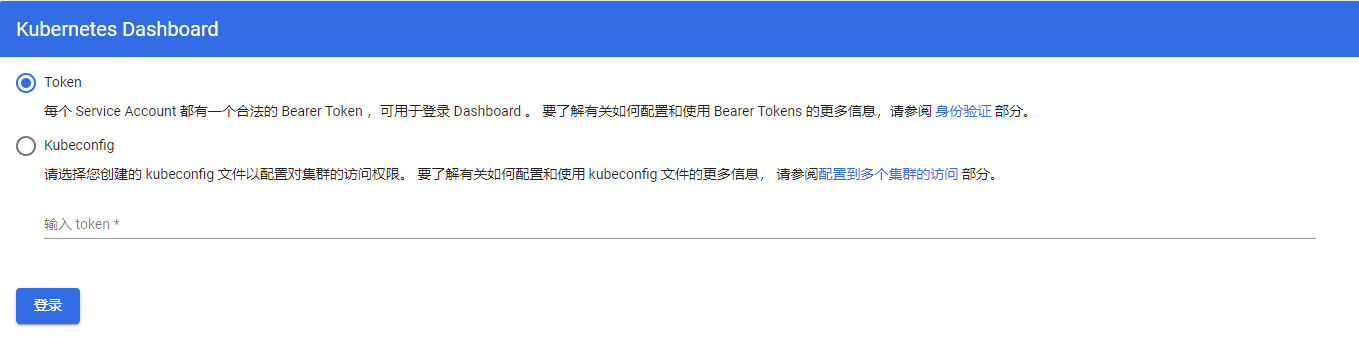 Kubernetes Dashboard
Token
每个 Service Account 都有一个合法的 Bearer Token ，可用于登录 Dashboard 。 要了解有关如何配置和使用 Bearer Tokens 的更多信息，请参阅 身份验证 部分。
Kubeconfig
请选择您创建的 kubeconfig 文件以配置对集群的访问权限。 要了解有关如何配置和使用 kubeconfig 文件的更多信息， 请参阅配置到多个集群的访问 部分。
输入 token *
登录